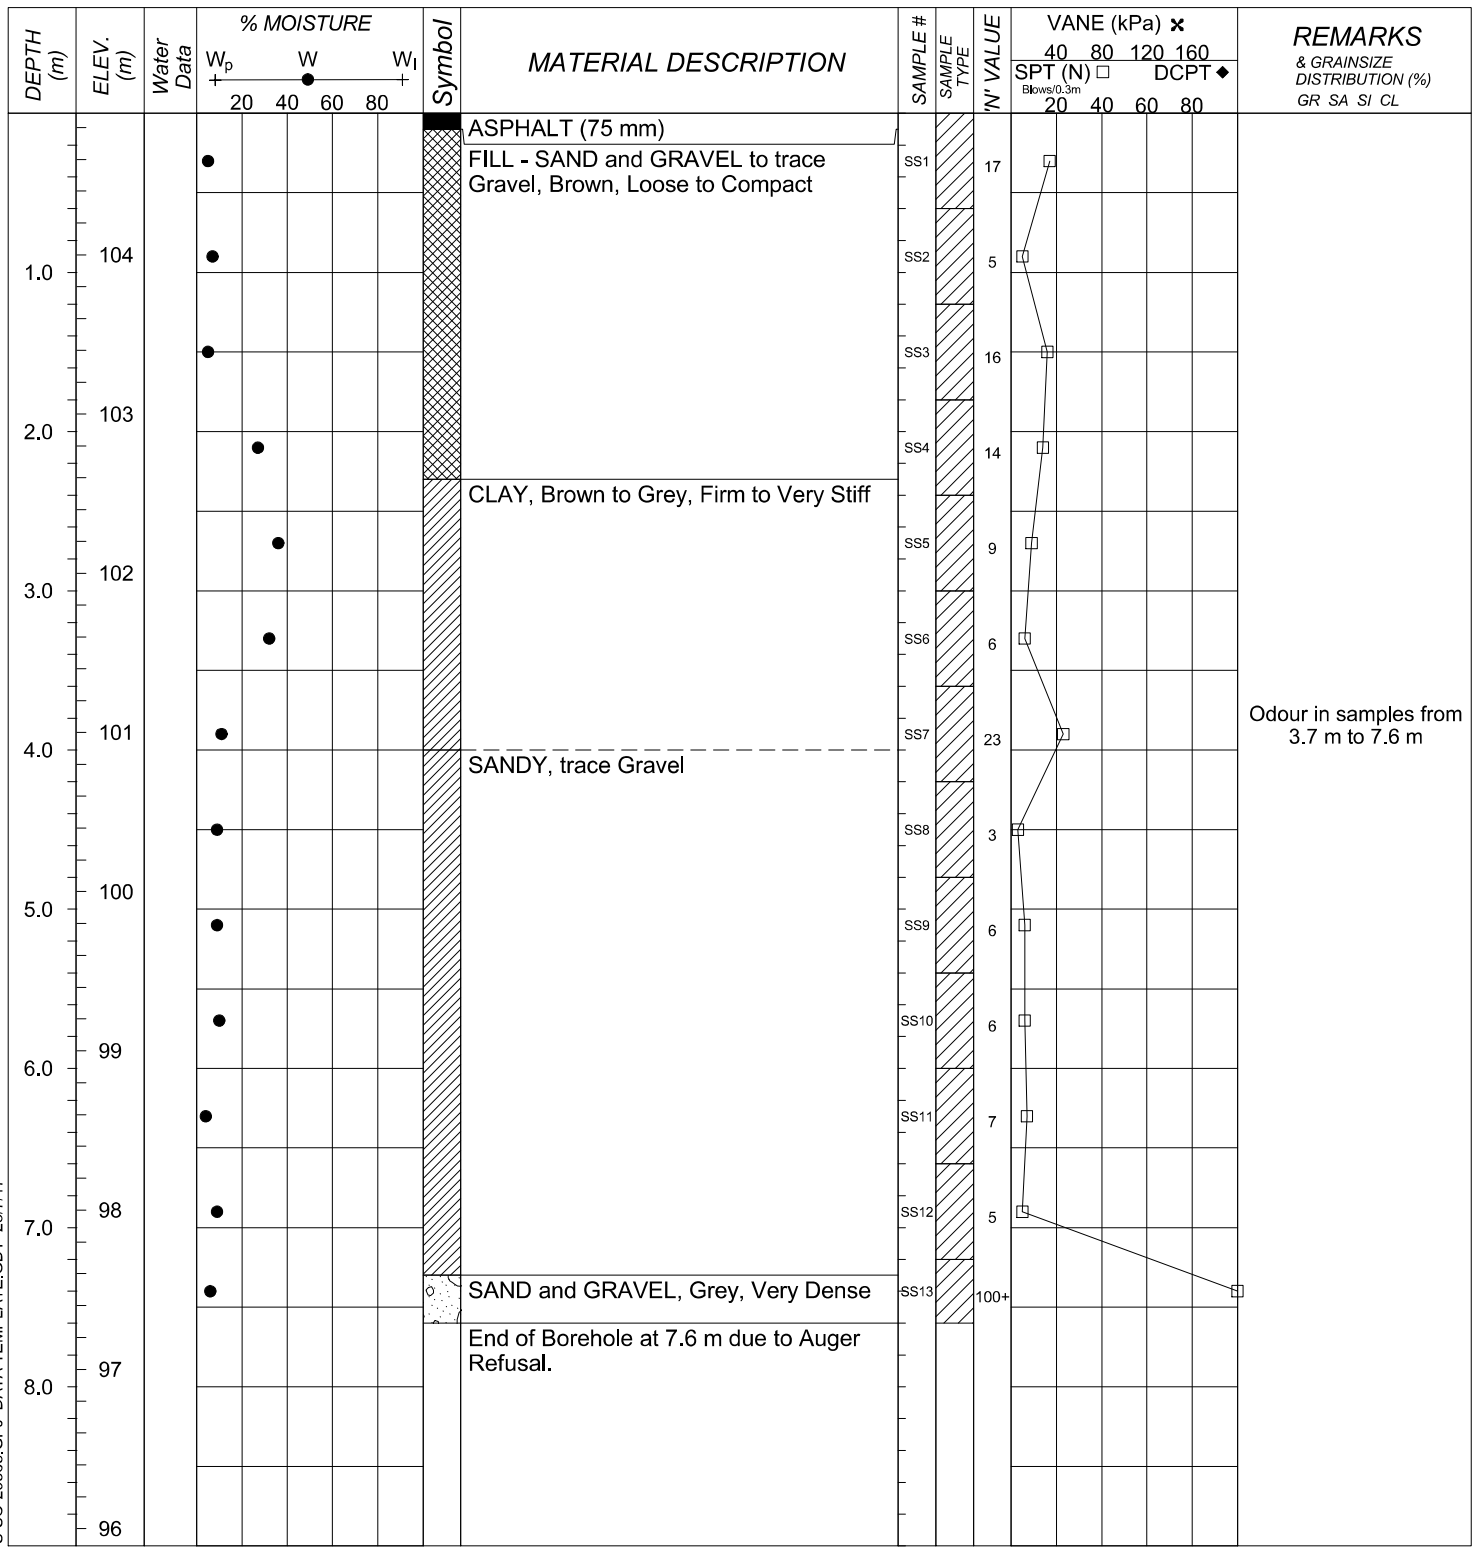 DEPTH (m)
ELEV. (m)
Water Data
% MOISTURE
Wp W Wl
20 40 60 80
Symbol
MATERIAL DESCRIPTION
SAMPLE #
SAMPLE TYPE
'N' VALUE
VANE (kPa) ✖
40 80 120 160
SPT (N) □ DCPT ◆
Blows/0.3m
20 40 60 80
REMARKS
& GRAINSIZE
DISTRIBUTION (%)
GR SA SI CL
ASPHALT (75 mm)
FILL - SAND and GRAVEL to trace
Gravel, Brown, Loose to Compact
SS1 17
104
SS2 5
1.0
SS3 16
103
2.0
SS4 14
CLAY, Brown to Grey, Firm to Very Stiff
SS5 9
102
3.0
SS6 6
Odour in samples from
3.7 m to 7.6 m
101
SS7 23
4.0
SANDY, trace Gravel
SS8 3
100
5.0
SS9 6
SS10 6
99
6.0
SS11 7
98
SS12 5
7.0
SAND and GRAVEL, Grey, Very Dense
SS13 100+
End of Borehole at 7.6 m due to Auger
Refusal.
97
8.0
96